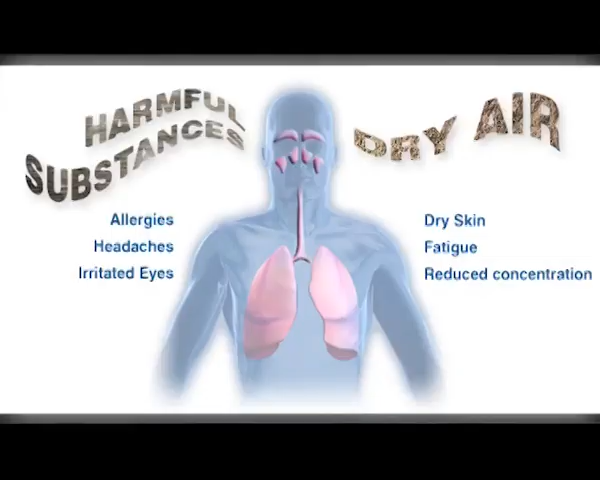 HARMFUL
SUBSTANCES
Allergies
Headaches
Irritated Eyes
DRY AIR
Dry Skin
Fatigue
Reduced concentration